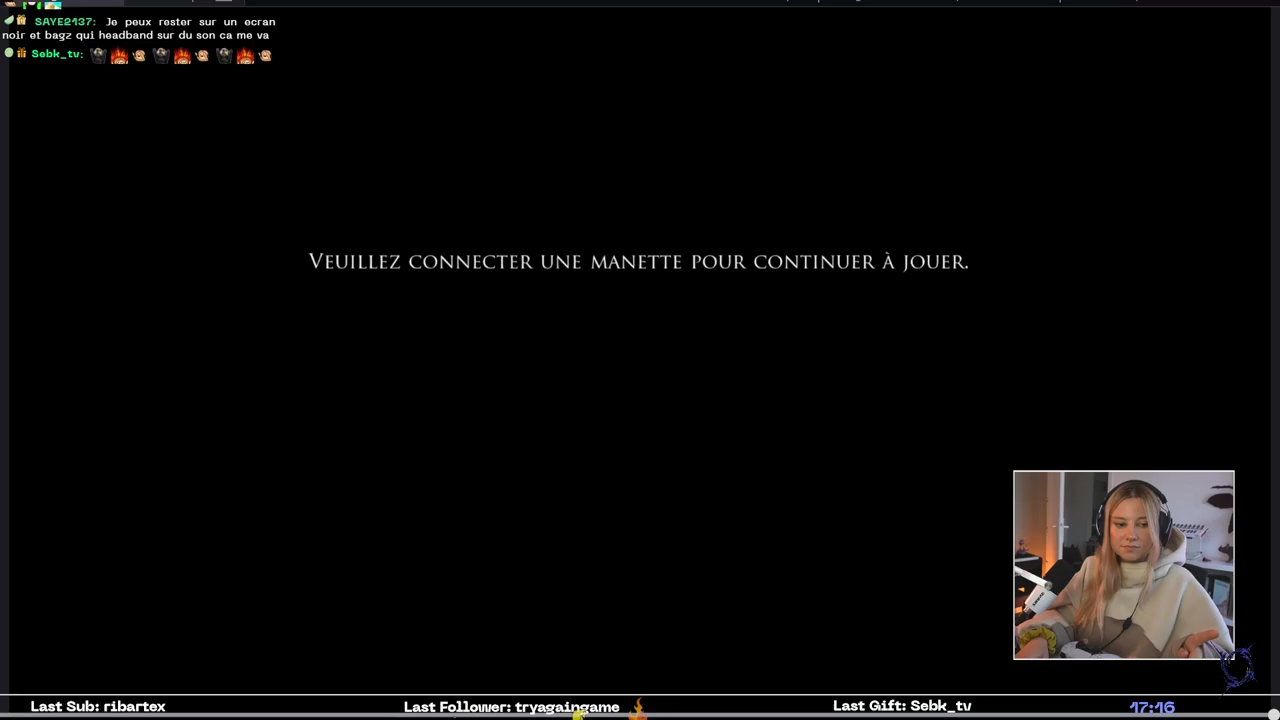 SAYE2137: Je peux rester sur un ecran
noir et bagz qui headband sur du son ca me va
Sebk_tv:
Veuillez connecter une manette pour continuer à jouer.
Last Sub: ribartex
Last Follower: tryagaingame
Last Gift: Sebk_tv
17:16